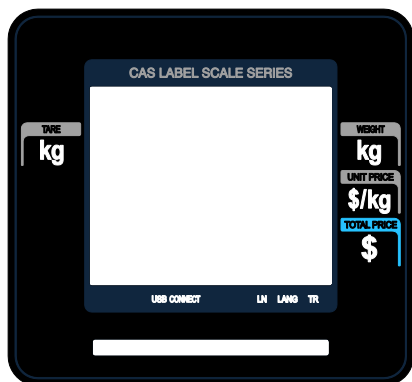 CAS LABEL SCALE SERIES
TARE
kg
WEIGHT
kg
UNIT PRICE
$/kg
TOTAL PRICE
$
USB CONNECT LN LANG TR